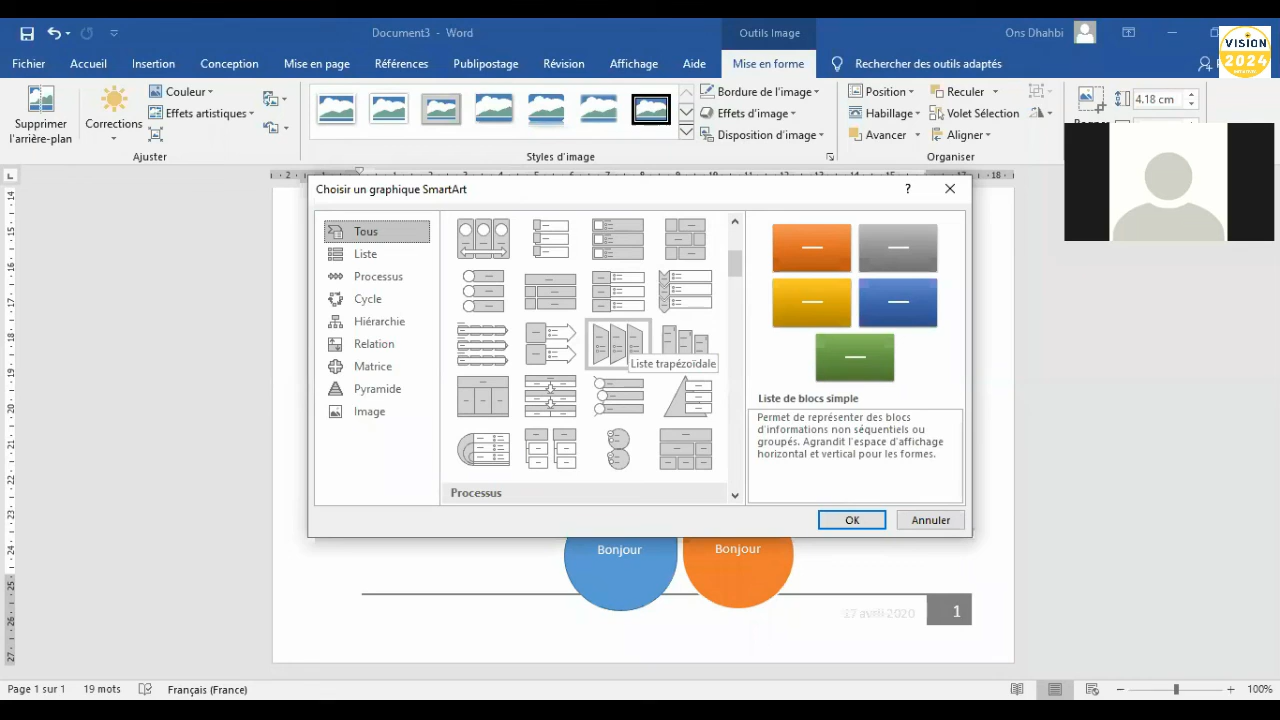 Document3 - Word
Outils Image
Ons Dhahbi
VISION
2024
Fichier
Accueil
Insertion
Conception
Mise en page
Références
Publipostage
Révision
Affichage
Aide
Mise en forme
Rechercher des outils adaptés
Supprimer
l'arrière-plan
Corrections
Couleur
Effets artistiques
Ajuster
Styles d'image
Bordure de l'image
Effets d'image
Disposition d'image
Position
Habillage
Avancer
Reculer
Volet Sélection
Aligner
Organiser
4.18 cm
Choisir un graphique SmartArt
?
Tous
Liste
Processus
Cycle
Hiérarchie
Relation
Matrice
Pyramide
Image
Liste trapézoïdale
Processus
Liste de blocs simple
Permet de représenter des blocs
d'informations non séquentiels ou
groupés. Agrandit l'espace d'affichage
horizontal et vertical pour les formes.
OK
Annuler
Bonjour
Bonjour
27 avril 2020
1
Page 1 sur 1
19 mots
Français (France)
100%